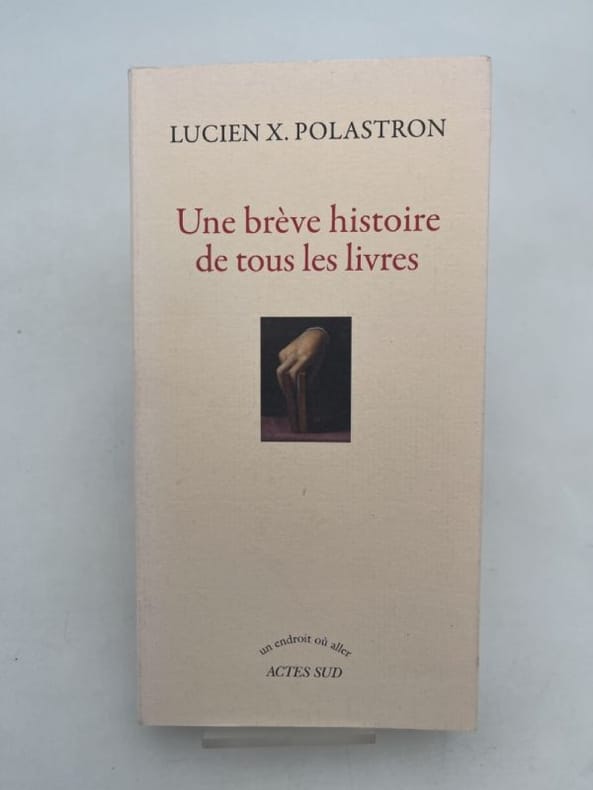 LUCIEN X. POLASTRON
Une brève histoire
de tous les livres
un endroit où aller
ACTES SUD